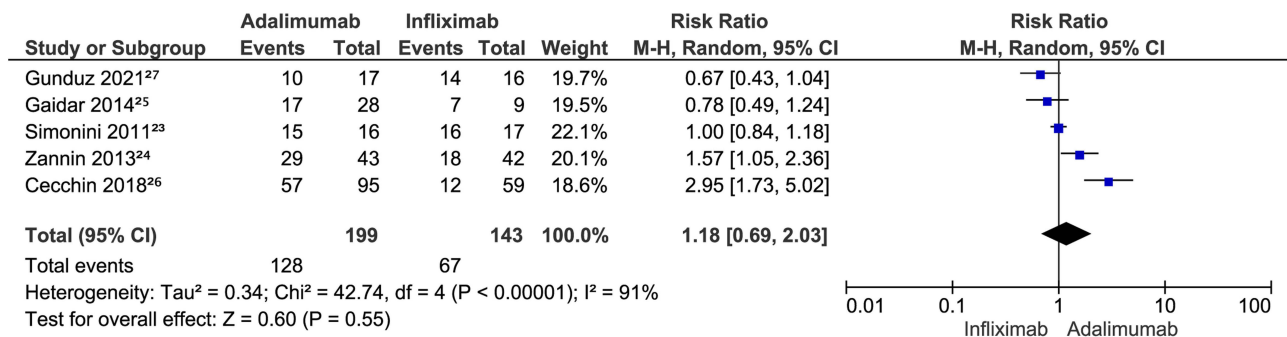 Adalimumab Infliximab Risk Ratio Risk Ratio
Study or Subgroup Events Total Events Total Weight M-H, Random, 95% CI M-H, Random, 95% CI
Gunduz 2021²⁷ 10 17 14 16 19.7% 0.67 [0.43, 1.04]
Gaidar 2014²⁵ 17 28 7 9 19.5% 0.78 [0.49, 1.24]
Simonini 2011²³ 15 16 16 17 22.1% 1.00 [0.84, 1.18]
Zannin 2013²⁴ 29 43 18 42 20.1% 1.57 [1.05, 2.36]
Cecchin 2018²⁶ 57 95 12 59 18.6% 2.95 [1.73, 5.02]
Total (95% CI) 199 143 100.0% 1.18 [0.69, 2.03]
Total events 128 67
Heterogeneity: Tau² = 0.34; Chi² = 42.74, df = 4 (P < 0.00001); I² = 91%
Test for overall effect: Z = 0.60 (P = 0.55)
0.01 0.1 1 10 100
Infliximab Adalimumab